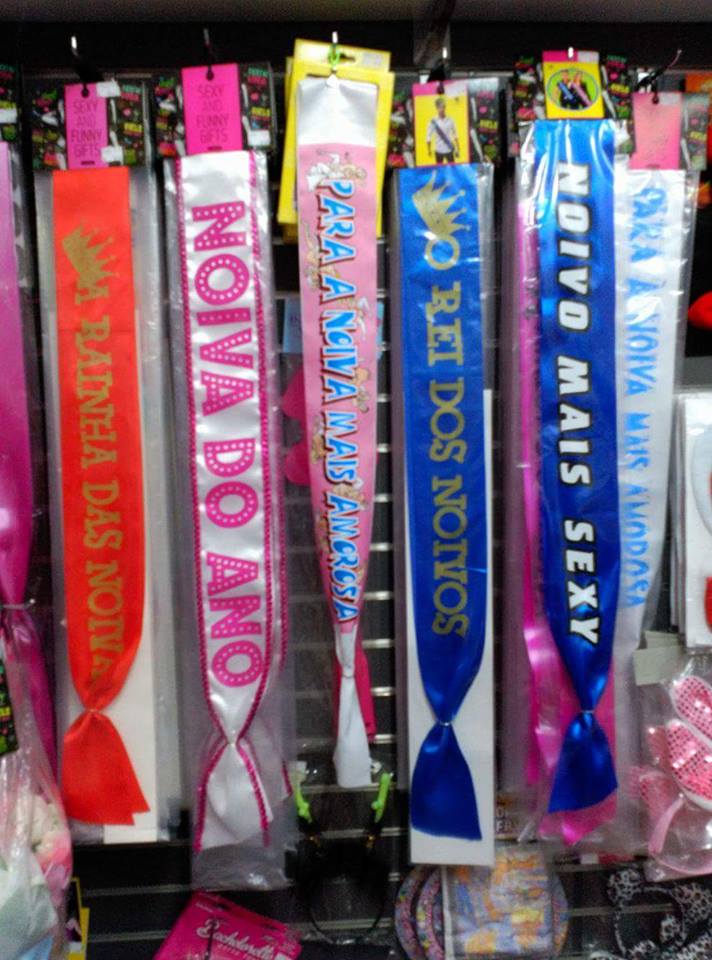 SEXY
AND
FUNNY
GIFTS
SEXY
AND
FUNNY
GIFTS
A RAINHA DAS NOIVA
NOIVA DO ANO
PARA A NOIVA MAIS AMOROSA
O REI DOS NOIVOS
NOIVO MAIS SEXY
PARA A NOIVA MAIS AMOROSA
Bachelorette